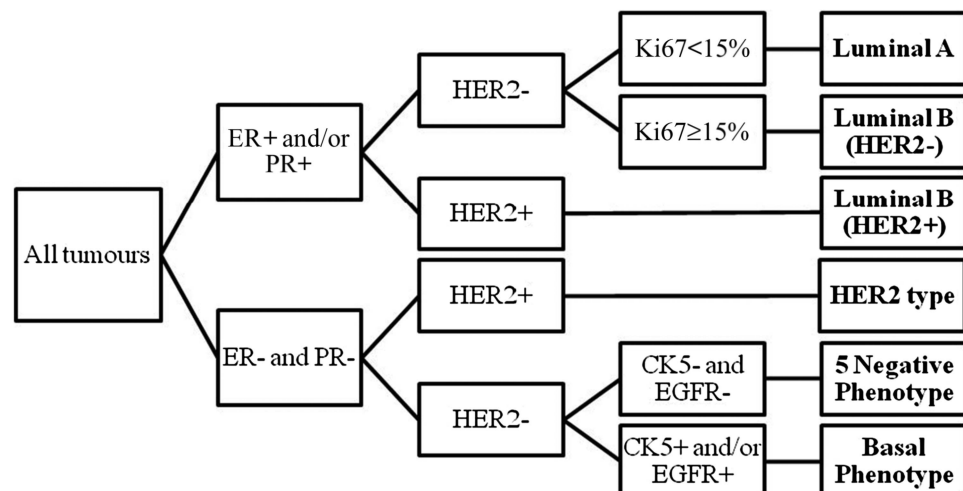 All tumours
ER+ and/or
PR+
ER- and PR-
HER2-
HER2+
HER2+
HER2-
Ki67<15%
Ki67≥15%
CK5- and
EGFR-
CK5+ and/or
EGFR+
Luminal A
Luminal B
(HER2-)
Luminal B
(HER2+)
HER2 type
5 Negative
Phenotype
Basal
Phenotype